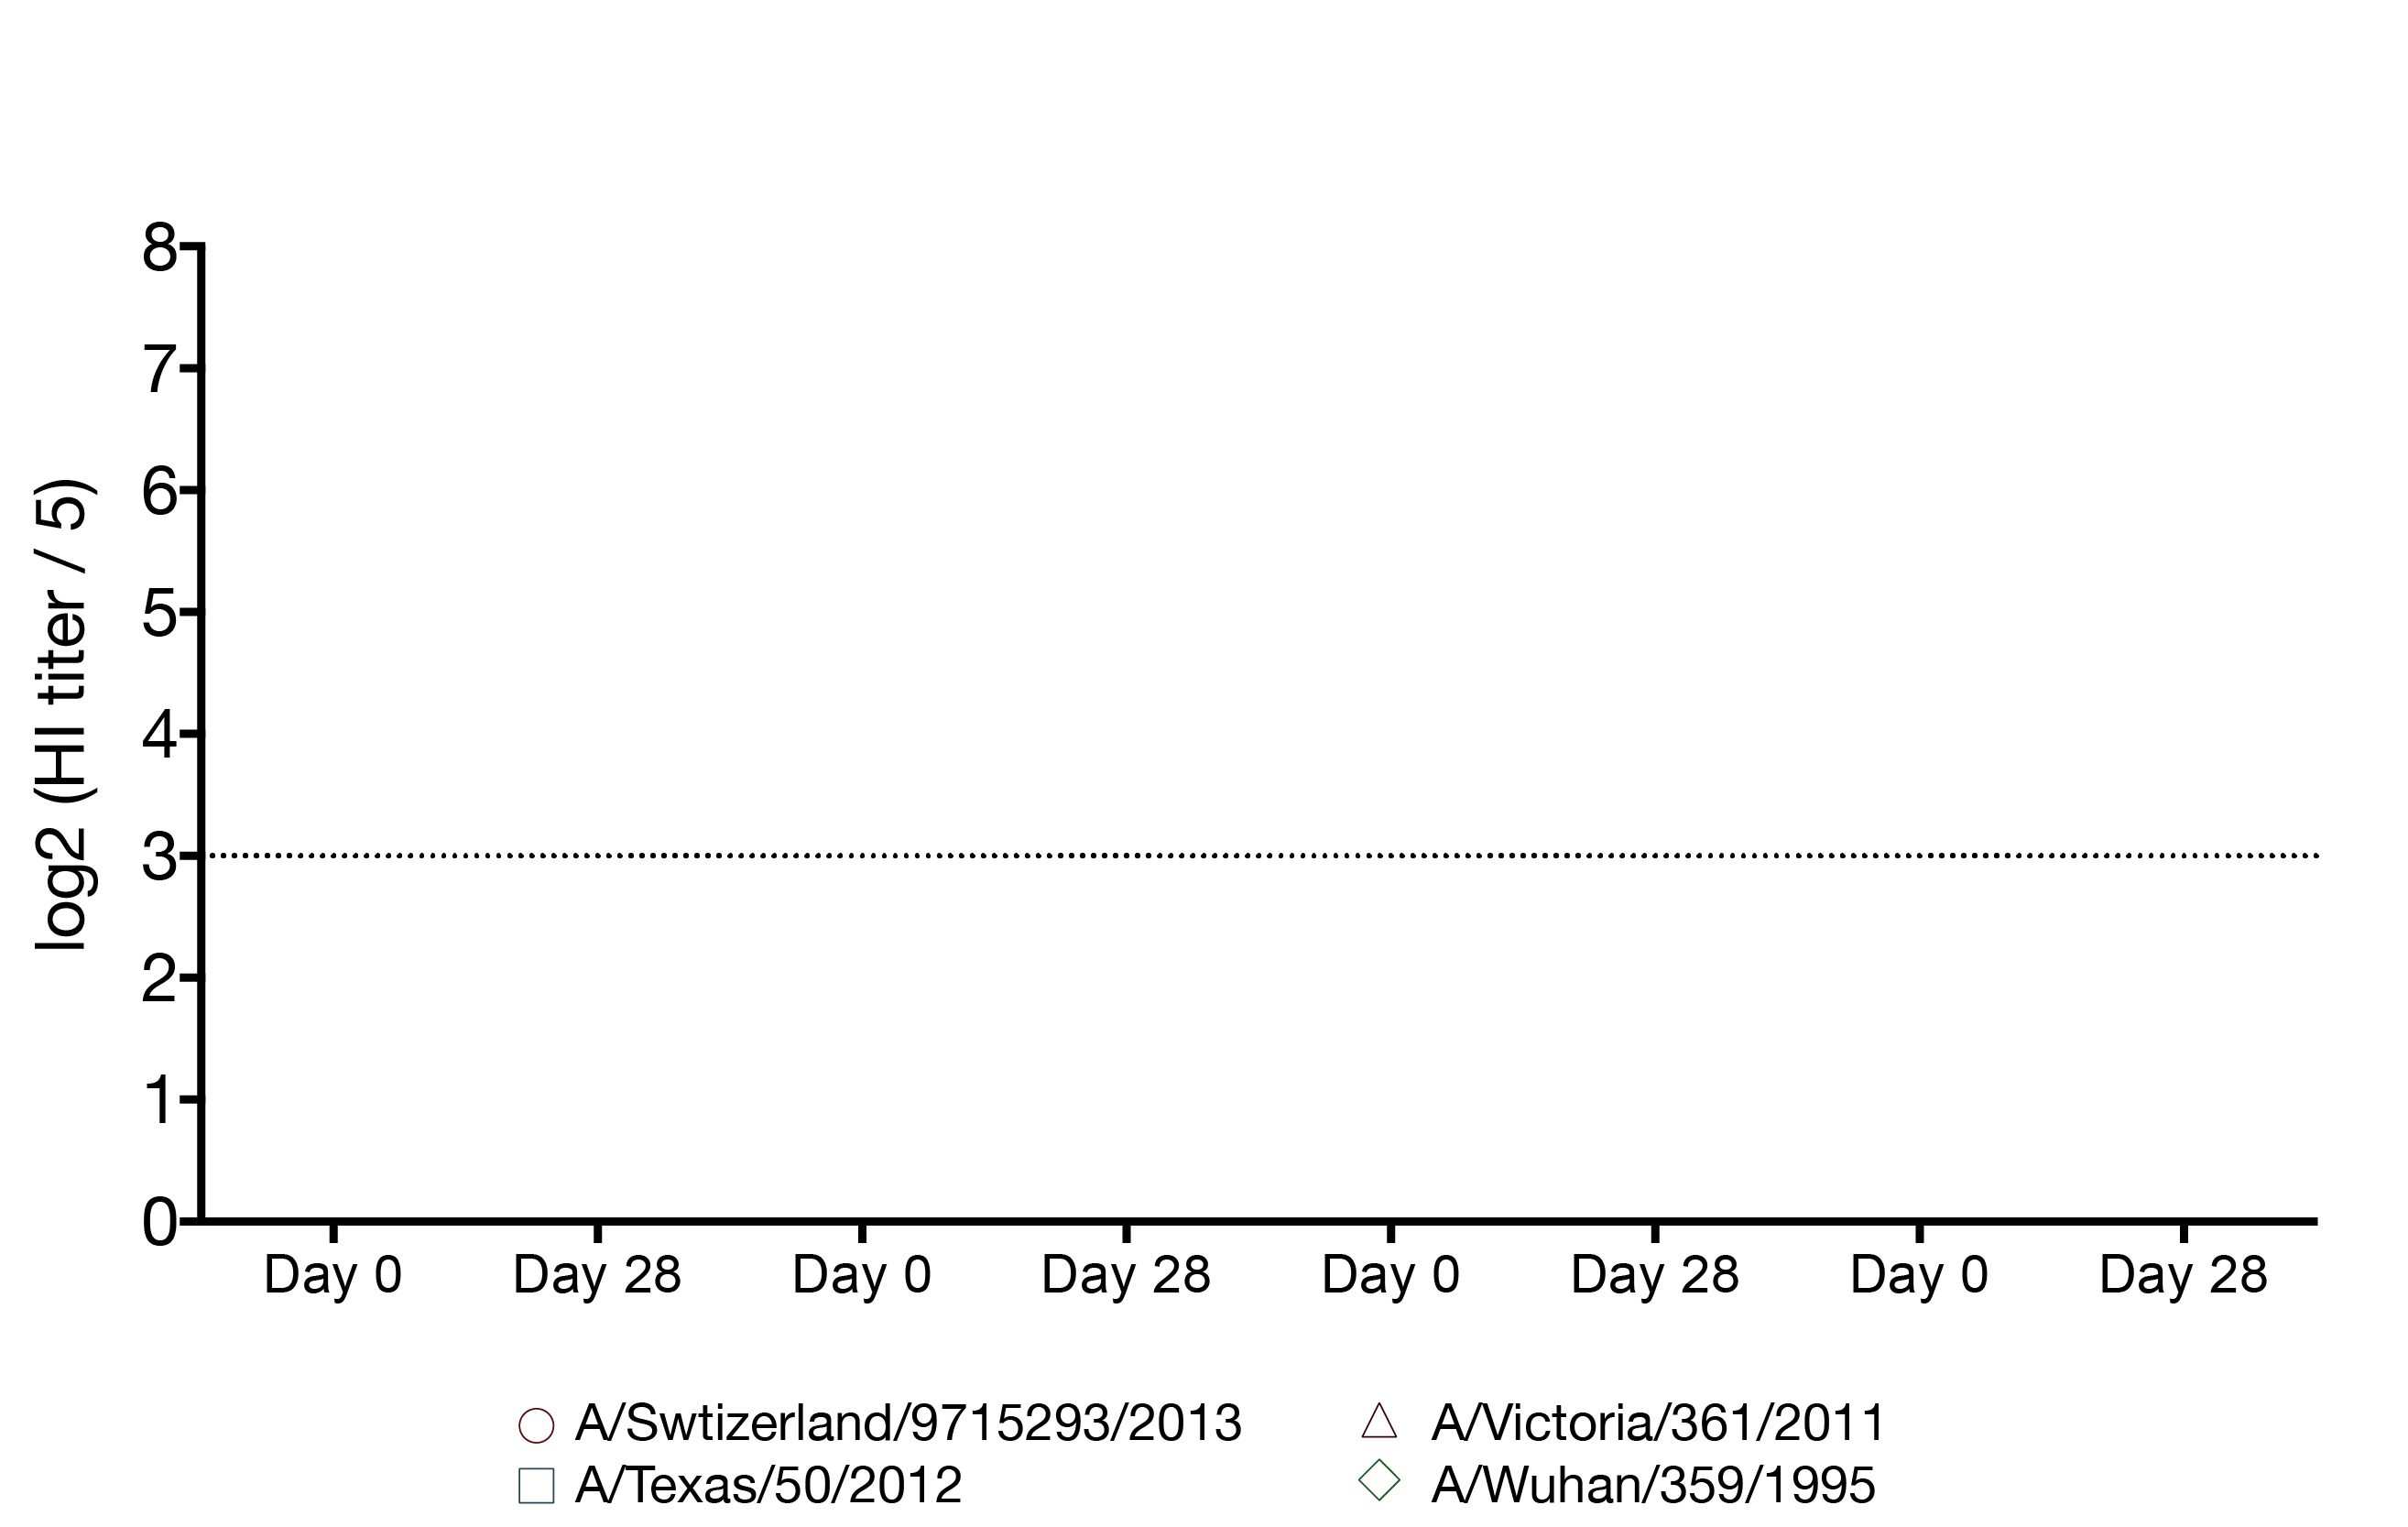 8
7
6
5
4
3
2
1
0
log2 (HI titer / 5)
Day 0 Day 28 Day 0 Day 28 Day 0 Day 28 Day 0 Day 28
A/Swtizerland/9715293/2013 A/Victoria/361/2011
A/Texas/50/2012 A/Wuhan/359/1995